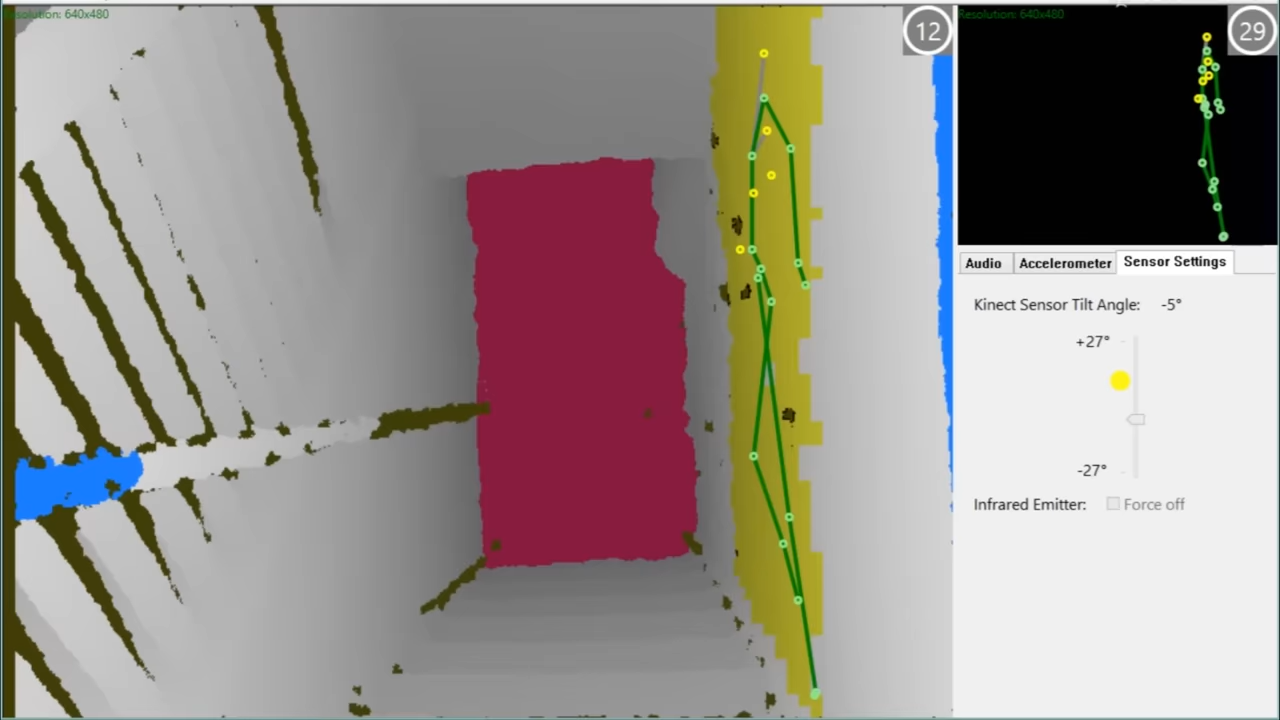 Resolution: 640x480
12
Resolution: 640x480
29
Audio
Accelerometer
Sensor Settings
Kinect Sensor Tilt Angle: -5°
+27°
-27°
Infrared Emitter: Force off